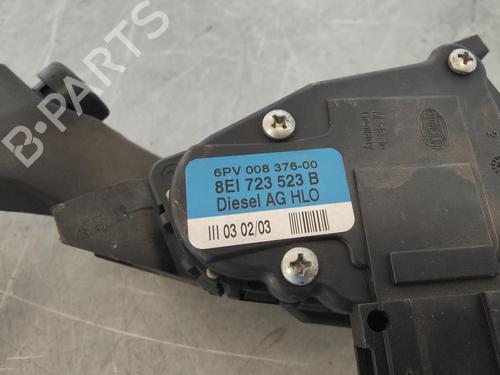 6PV 008 376-00
8E1 723 523 B
Diesel AG HLO
III 03 02/03
Made in
Germany
B-PARTS